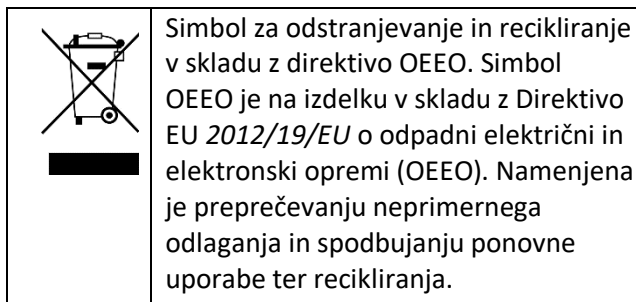 Simbol za odstranjevanje in recikliranje
v skladu z direktivo OEEO. Simbol
OEEO je na izdelku v skladu z Direktivo
EU 2012/19/EU o odpadni električni in
elektronski opremi (OEEO). Namenjena
je preprečevanju neprimernega
odlaganja in spodbujanju ponovne
uporabe ter recikliranja.